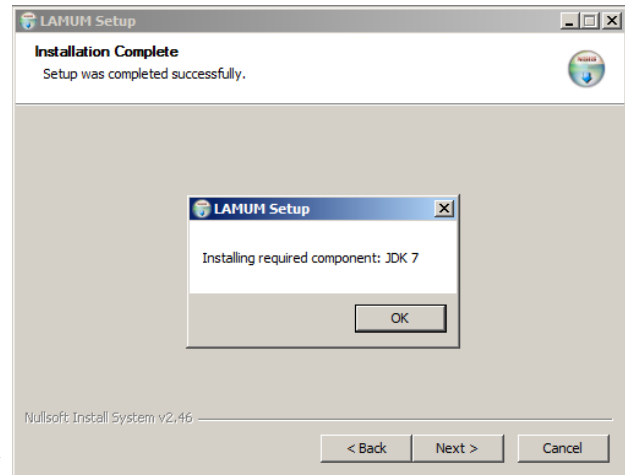 LAMUM Setup
Installation Complete
Setup was completed successfully.
LAMUM Setup
Installing required component: JDK 7
OK
Nullsoft Install System v2.46
< Back
Next >
Cancel